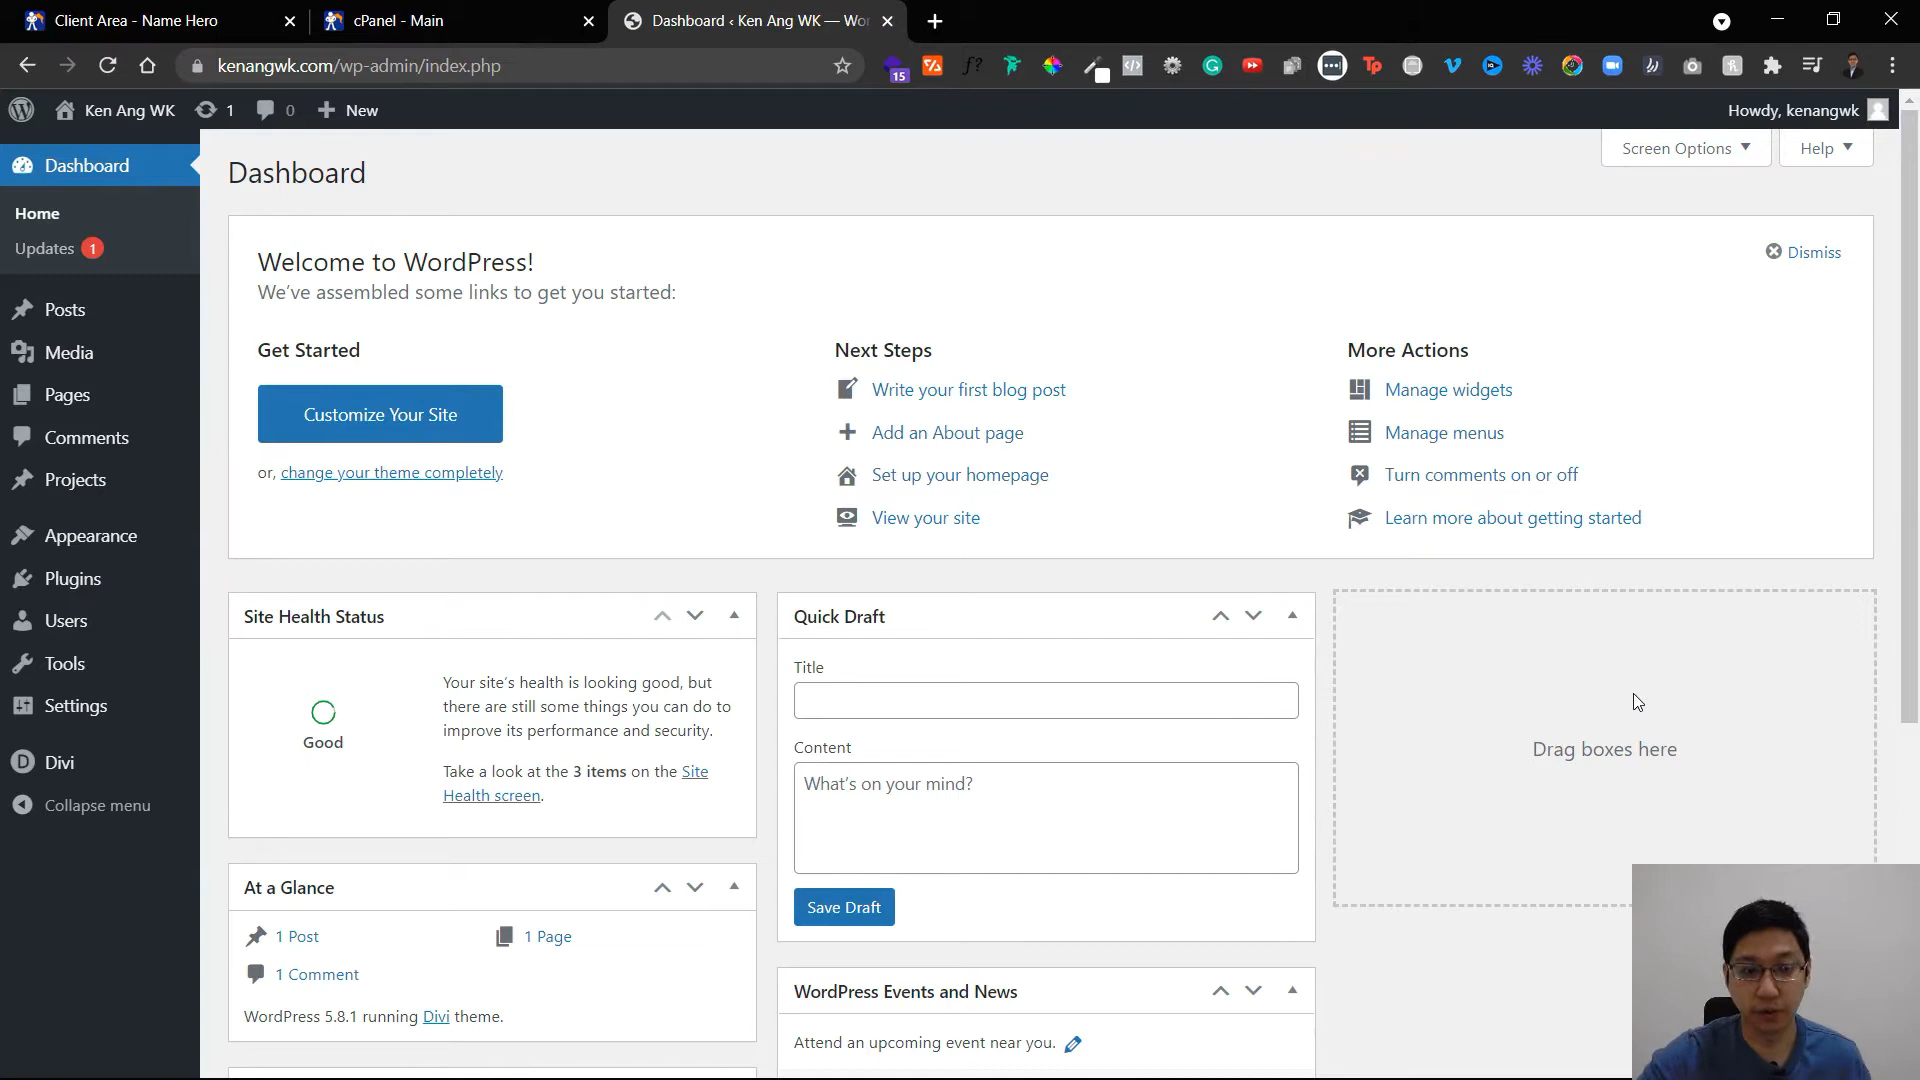 Client Area - Name Hero
cPanel - Main
Dashboard ‹ Ken Ang WK — Wor
kenangwk.com/wp-admin/index.php
15
Ken Ang WK
1
0
New
Howdy, kenangwk
Dashboard
Home
Updates 1
Posts
Media
Pages
Comments
Projects
Appearance
Plugins
Users
Tools
Settings
Divi
Collapse menu
Screen Options
Help
Dashboard
Welcome to WordPress!
We've assembled some links to get you started:
Dismiss
Get Started
Customize Your Site
or, change your theme completely
Next Steps
Write your first blog post
Add an About page
Set up your homepage
View your site
More Actions
Manage widgets
Manage menus
Turn comments on or off
Learn more about getting started
Site Health Status
Good
Your site's health is looking good, but
there are still some things you can do to
improve its performance and security.
Take a look at the 3 items on the Site
Health screen.
At a Glance
1 Post
1 Page
1 Comment
WordPress 5.8.1 running Divi theme.
Quick Draft
Title
Content
What's on your mind?
Save Draft
WordPress Events and News
Attend an upcoming event near you.
Drag boxes here